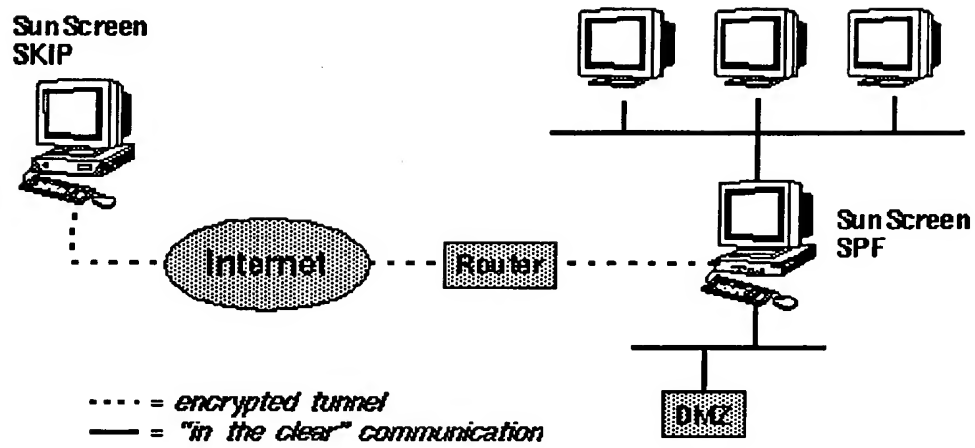 Sun Screen
SKIP
Sun Screen
SPF
Internet
Router
DMZ
= encrypted tunnel
= "in the clear" communication